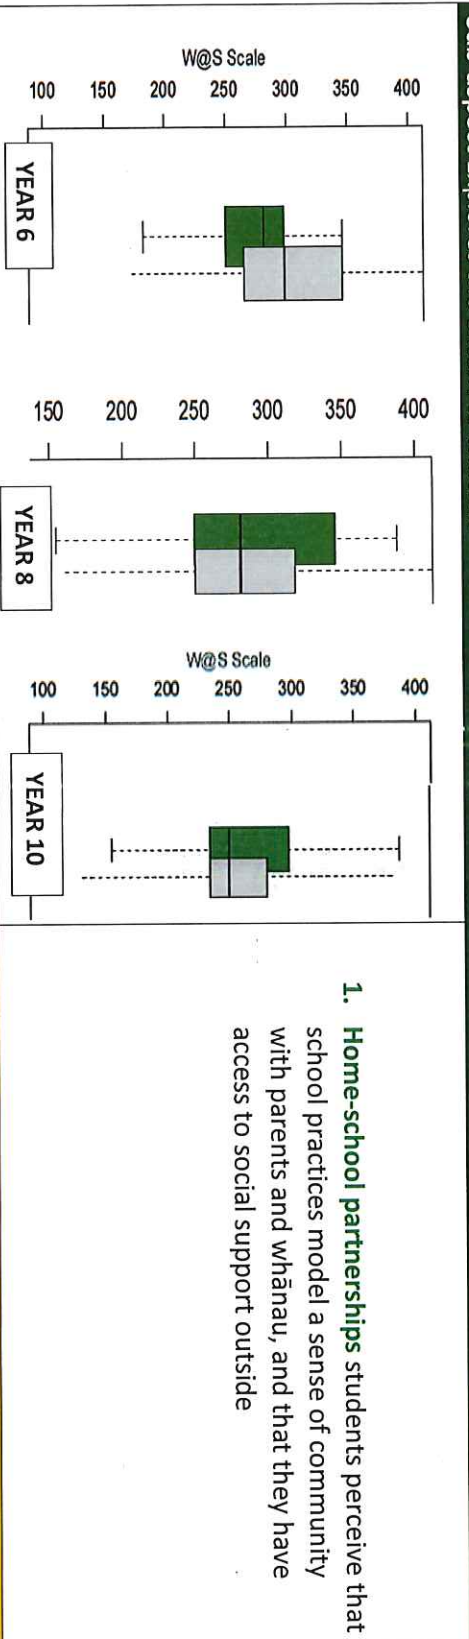 W@S Scale
100 150 200 250 300 350 400
YEAR 6
150 200 250 300 350 400
YEAR 8
W@S Scale
100 150 200 250 300 350 400
YEAR 10
1. Home-school partnerships students perceive that
school practices model a sense of community
with parents and whānau, and that they have
access to social support outside